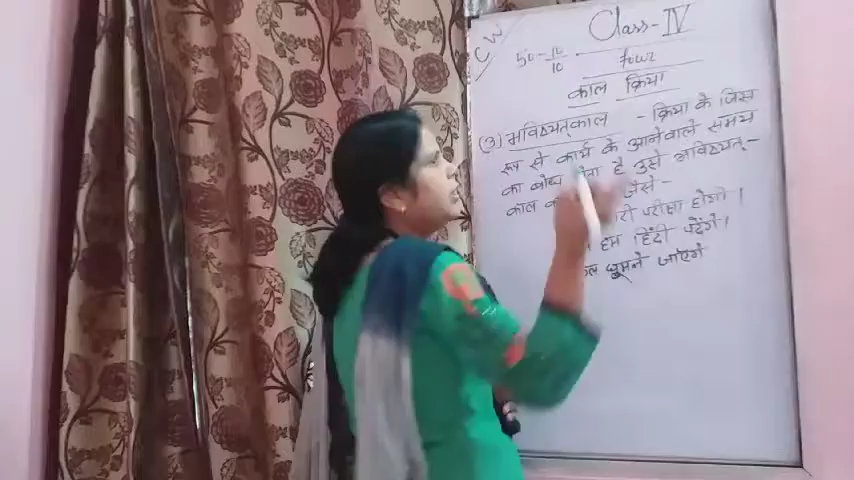 CW
Class - IV
four
काल क्रिया
(3) भविष्यत् काल - क्रिया के जिस
रूप से कार्य के आनेवाले समय
का बोध है उसे भविष्यत् -
काल जैसे -
परीक्षा होगी ।
हम हिंदी पढ़ेंगे ।
घूमने जाएंगे